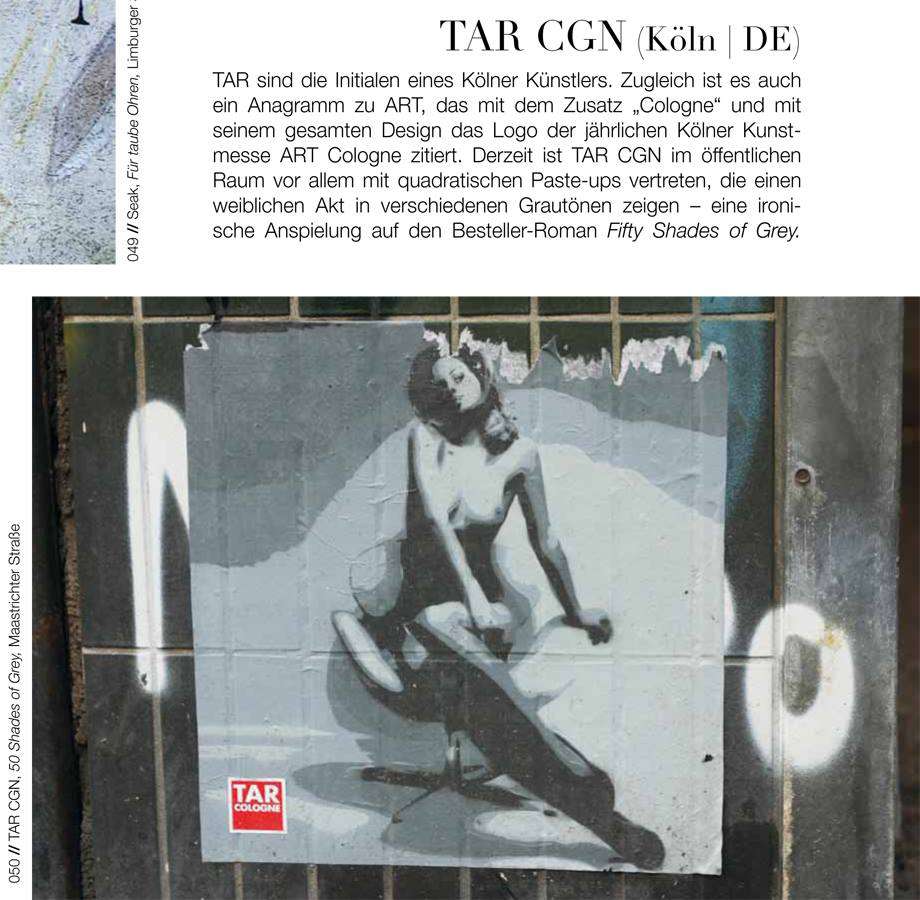 049 // Seak, Für taube Ohren, Limburger
TAR CGN (Köln | DE)
TAR sind die Initialen eines Kölner Künstlers. Zugleich ist es auch
ein Anagramm zu ART, das mit dem Zusatz „Cologne“ und mit
seinem gesamten Design das Logo der jährlichen Kölner Kunst-
messe ART Cologne zitiert. Derzeit ist TAR CGN im öffentlichen
Raum vor allem mit quadratischen Paste-ups vertreten, die einen
weiblichen Akt in verschiedenen Grautönen zeigen – eine ironi-
sche Anspielung auf den Besteller-Roman Fifty Shades of Grey.
050 // TAR CGN, 50 Shades of Grey, Maastrichter Straße
TAR
COLOGNE